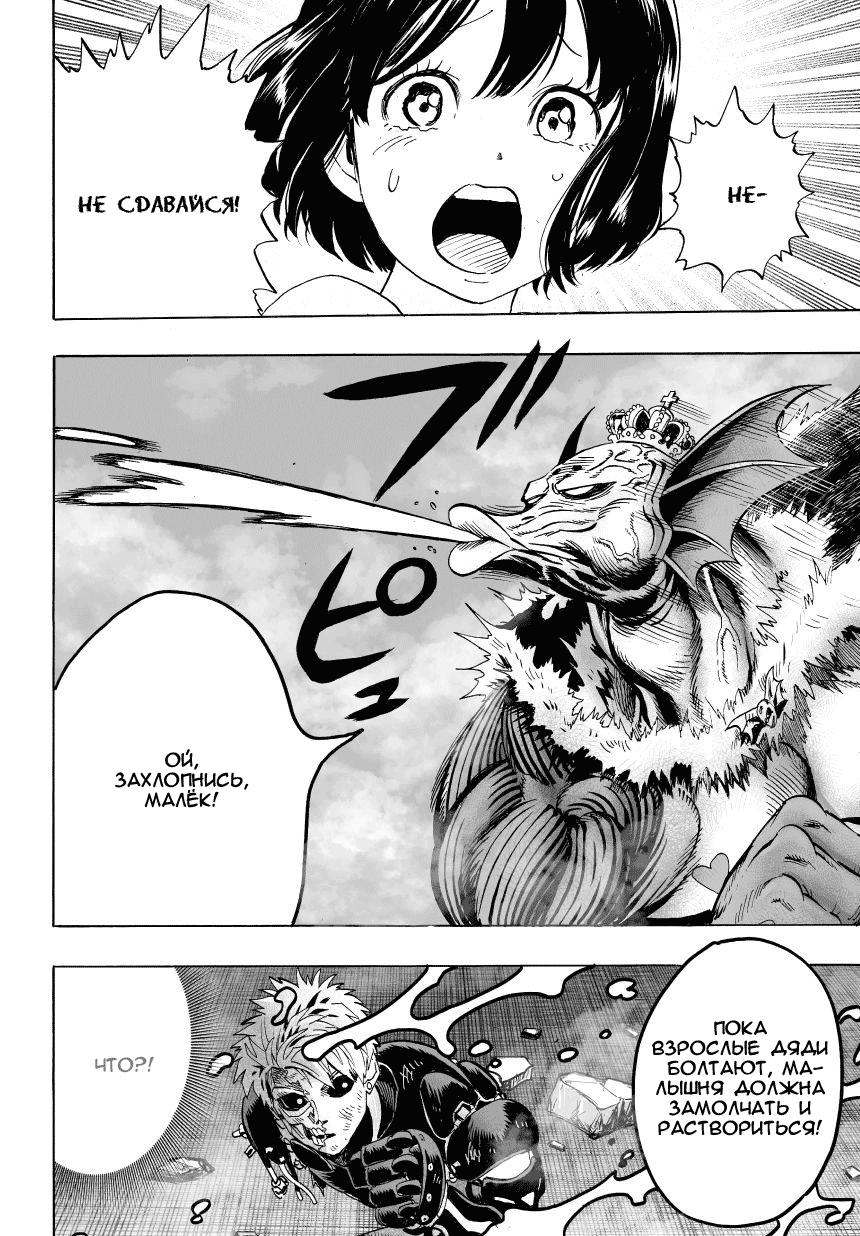 НЕ-
НЕ СДАВАЙСЯ!
ブ
ピュ
ОЙ,
ЗАХЛОПНИСЬ,
МАЛЁК!
ПОКА
ВЗРОСЛЫЕ ДЯДИ
БОЛТАЮТ, МА-
ЛЫШНЯ ДОЛЖНА
ЗАМОЛЧАТЬ И
РАСТВОРИТЬСЯ!
ЧТО?!